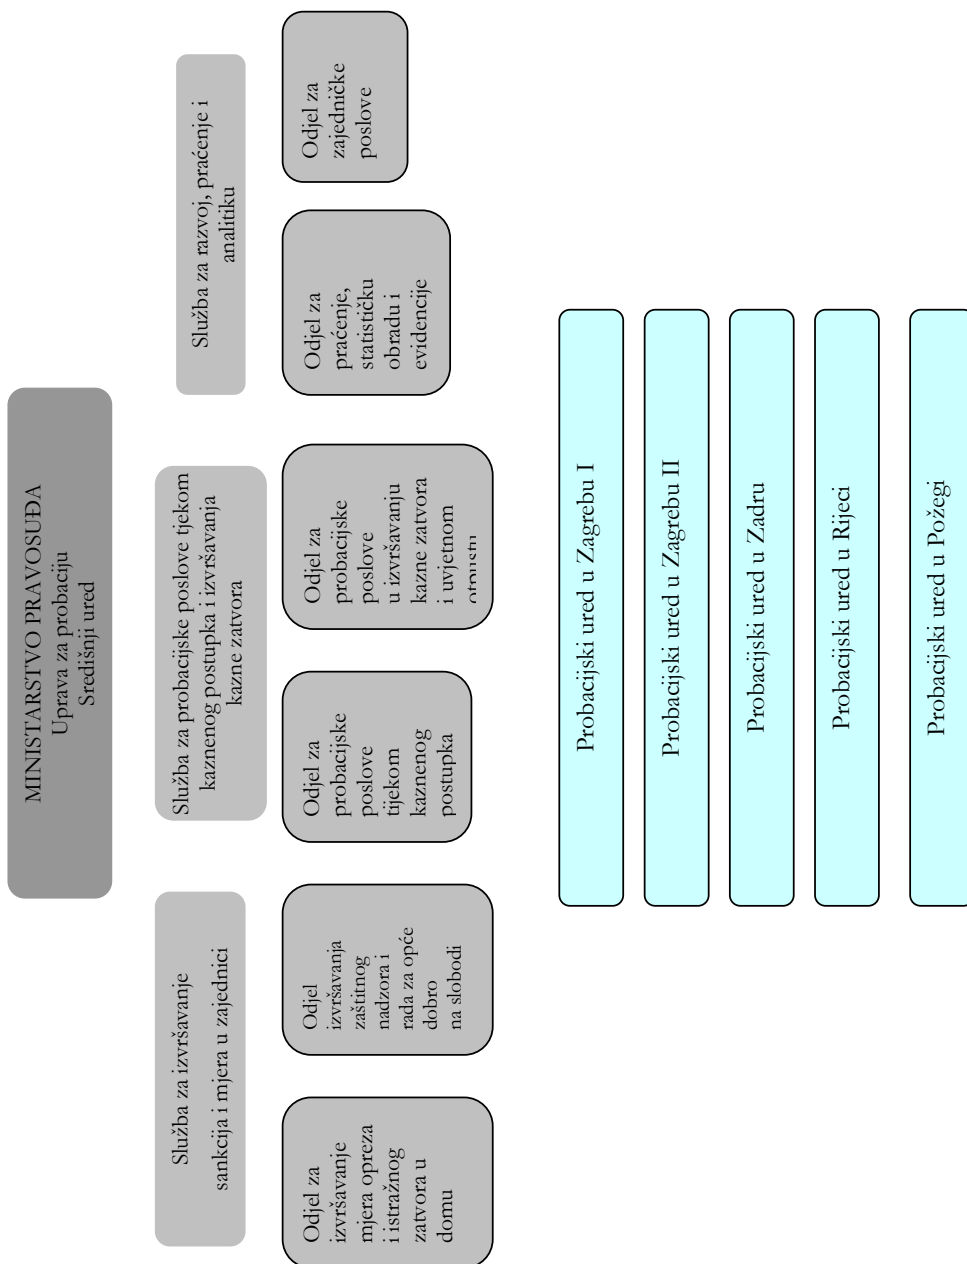 MINISTARSTVO PRAVOSUĐA
Uprava za probaciju
Središnji ured
Služba za izvršavanje
sankcija i mjera u zajednici
Služba za probacijske poslove tjekom
kaznenog postupka i izvršavanja
kazne zatvora
Služba za razvoj, praćenje i
analitiku
Odjel za
izvršavanje
mjera opreza
i istražnog
zatvora u
domu
Odjel
izvršavanja
zaštitnog
nadzora i
rada za opće
dobro
na slobodi
Odjel za
probacijske
poslove
tijekom
kaznenog
postupka
Odjel za
probacijske
poslove
u izvršavanju
kazne zatvora
i uvjetnom
otpustu
Odjel za
praćenje,
statističku
obradu i
evidencije
Odjel za
zajedničke
poslove
Probacijski ured u Zagrebu I
Probacijski ured u Zagrebu II
Probacijski ured u Zadru
Probacijski ured u Rijeci
Probacijski ured u Požegi